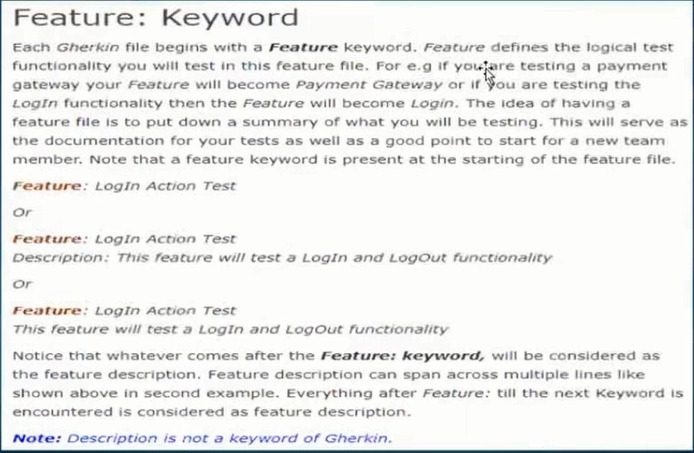 Feature: Keyword
Each Gherkin file begins with a Feature keyword. Feature defines the logical test
functionality you will test in this feature file. For e.g if you are testing a payment
gateway your Feature will become Payment Gateway or if you are testing the
LogIn functionality then the Feature will become Login. The idea of having a
feature file is to put down a summary of what you will be testing. This will serve as
the documentation for your tests as well as a good point to start for a new team
member. Note that a feature keyword is present at the starting of the feature file.
Feature: LogIn Action Test
Or
Feature: LogIn Action Test
Description: This feature will test a LogIn and LogOut functionality
Or
Feature: LogIn Action Test
This feature will test a LogIn and LogOut functionality
Notice that whatever comes after the Feature: keyword, will be considered as
the feature description. Feature description can span across multiple lines like
shown above in second example. Everything after Feature: till the next Keyword is
encountered is considered as feature description.
Note: Description is not a keyword of Gherkin.